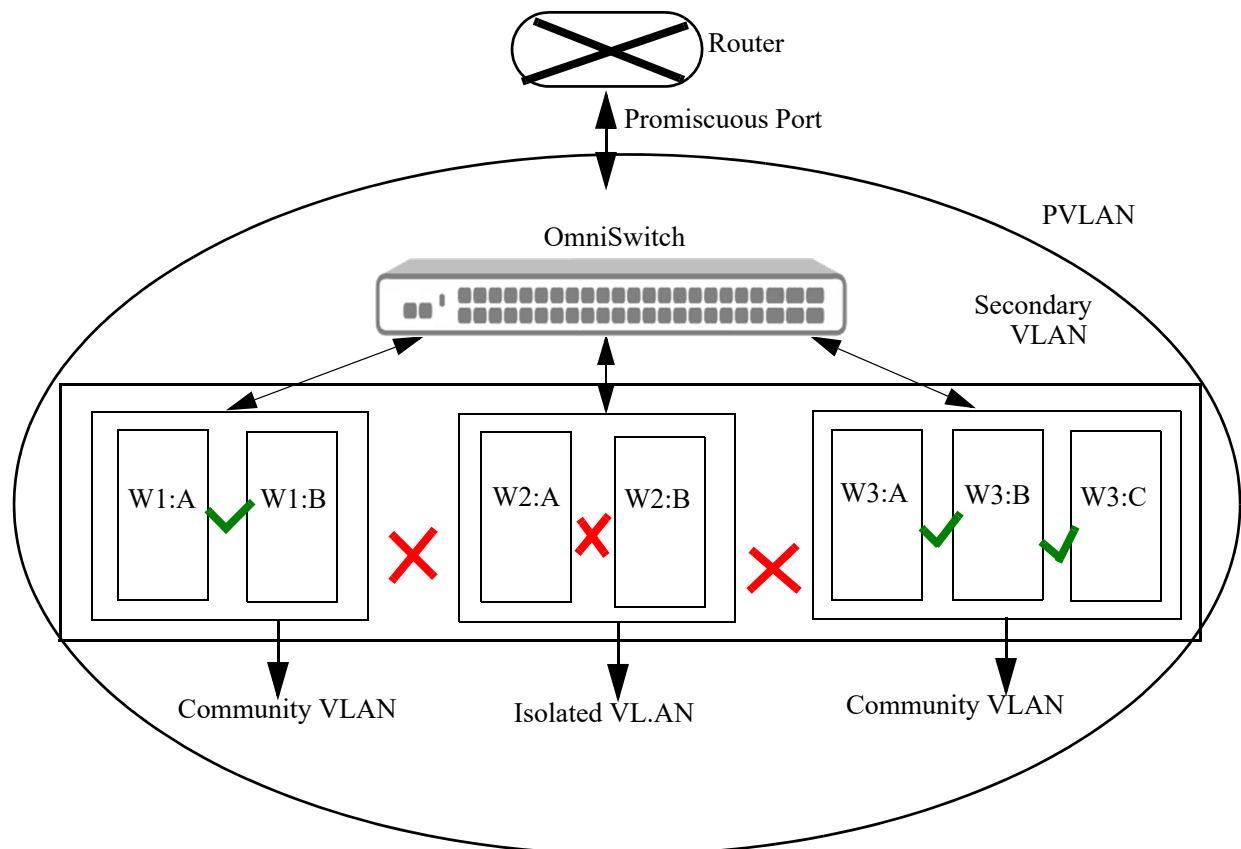 Router
Promiscuous Port
PVLAN
OmniSwitch
Secondary
VLAN
W1:A
W1:B
W2:A
W2:B
W3:A
W3:B
W3:C
Community VLAN
Isolated VL.AN
Community VLAN